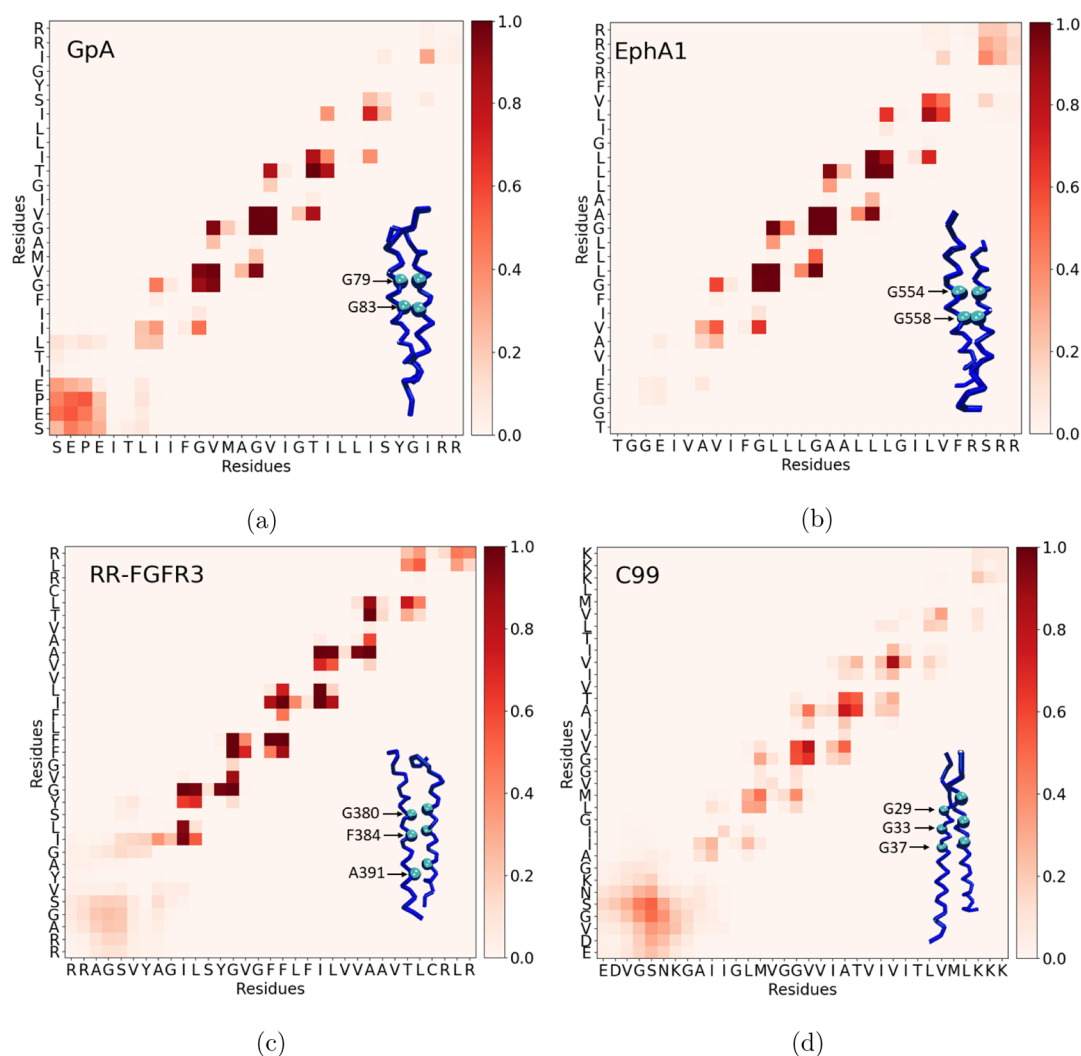 GpA
R
R
I
G
Y
S
I
L
L
I
T
G
I
V
G
A
M
V
G
F
I
I
L
T
I
E
P
E
S
Residues
S E P E I T L I I F G V M A G V I G T I L L I S Y G I R R
Residues
G79
G83
1.0
0.8
0.6
0.4
0.2
0.0
(a)
EphA1
R
R
S
R
F
V
L
I
G
L
L
L
A
A
G
L
L
L
G
F
I
V
A
V
I
E
G
G
T
Residues
T G G E I V A V I F G L L L G A A L L L G I L V F R S R R
Residues
G554
G558
1.0
0.8
0.6
0.4
0.2
0.0
(b)
RR-FGFR3
R
L
R
C
L
T
V
A
A
V
V
L
I
F
L
F
F
G
V
G
Y
S
L
I
G
A
Y
V
S
G
A
R
R
Residues
RRAGSVYAGILSYGVGFFLFILVVAAVTLCRLR
Residues
G380
F384
A391
1.0
0.8
0.6
0.4
0.2
0.0
(c)
C99
K
K
K
L
M
V
L
T
I
V
I
V
T
A
I
V
V
G
G
V
M
L
G
I
I
A
G
K
N
S
G
V
D
E
Residues
EDVGSNKGAIIGLMVGGVVIATVIVITLVMLKKK
Residues
G29
G33
G37
1.0
0.8
0.6
0.4
0.2
0.0
(d)